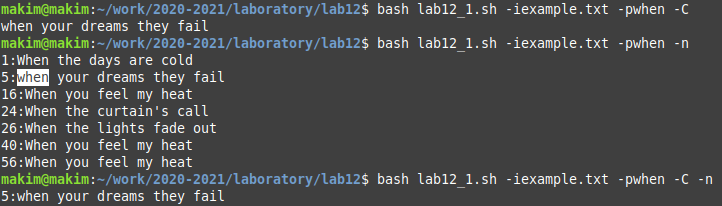 makim@makim:~/work/2020-2021/laboratory/lab12$ bash lab12_1.sh -iexample.txt -pwhen -C
when your dreams they fail
makim@makim:~/work/2020-2021/laboratory/lab12$ bash lab12_1.sh -iexample.txt -pwhen -n
1:When the days are cold
5:when your dreams they fail
16:When you feel my heat
24:When the curtain's call
26:When the lights fade out
40:When you feel my heat
56:When you feel my heat
makim@makim:~/work/2020-2021/laboratory/lab12$ bash lab12_1.sh -iexample.txt -pwhen -C -n
5:when your dreams they fail